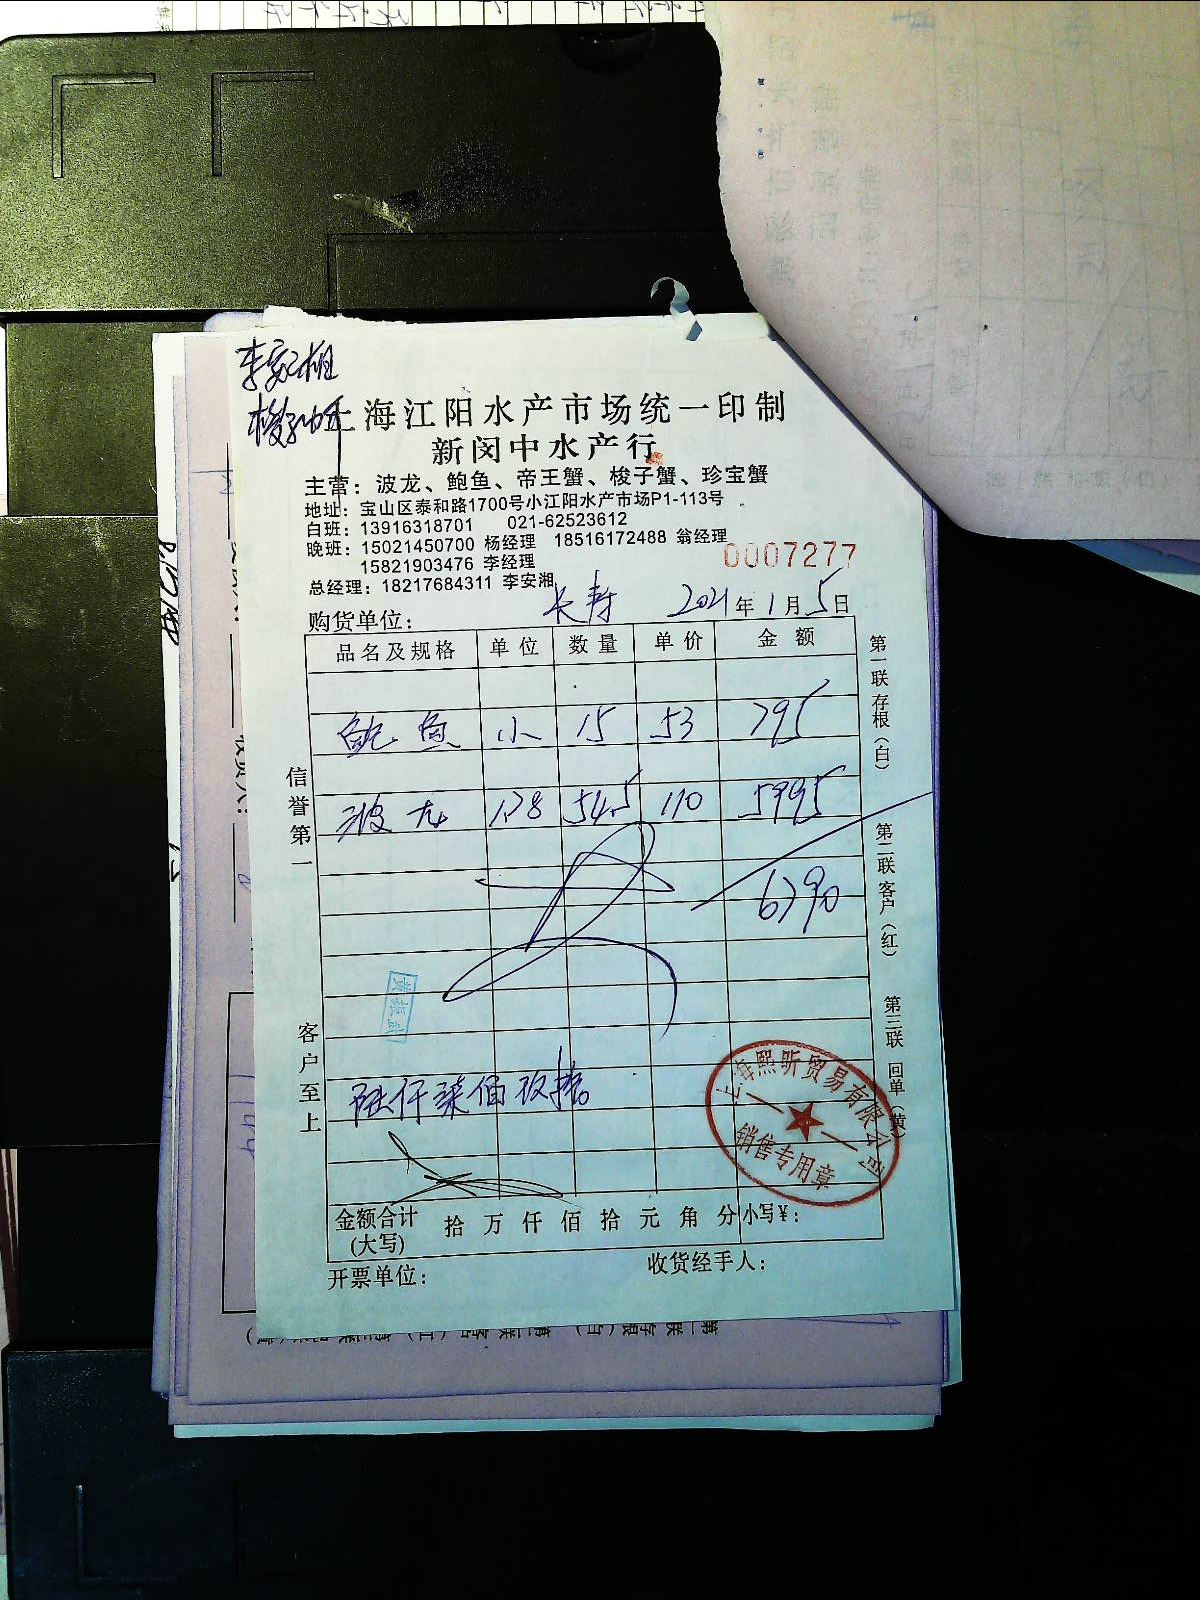 上海江阳水产市场统一印制
新闵中水产行
主营：波龙、鲍鱼、帝王蟹、梭子蟹、珍宝蟹
地址：宝山区泰和路1700号小江阳水产市场P1-113号
白班：13916318701 021-62523612
晚班：15021450700 杨经理 18516172488 翁经理
15821903476 李经理
0007277
总经理：18217684311 李安湘
购货单位： 长寿 2021年1月5日
品名及规格 单位 数量 单价 金额
鲍鱼 小 15 53 795
波龙 1.8 54.5 110 5995
6790
陆仟柒佰玖拾
金额合计(大写) 拾 万 仟 佰 拾 元 角 分 小写¥：
开票单位： 收货经手人：
信誉第一
客户至上
第一联 存根（白）
第二联 客户（红）
第三联 回单（黄）
上海熙昕贸易有限公司
销售专用章